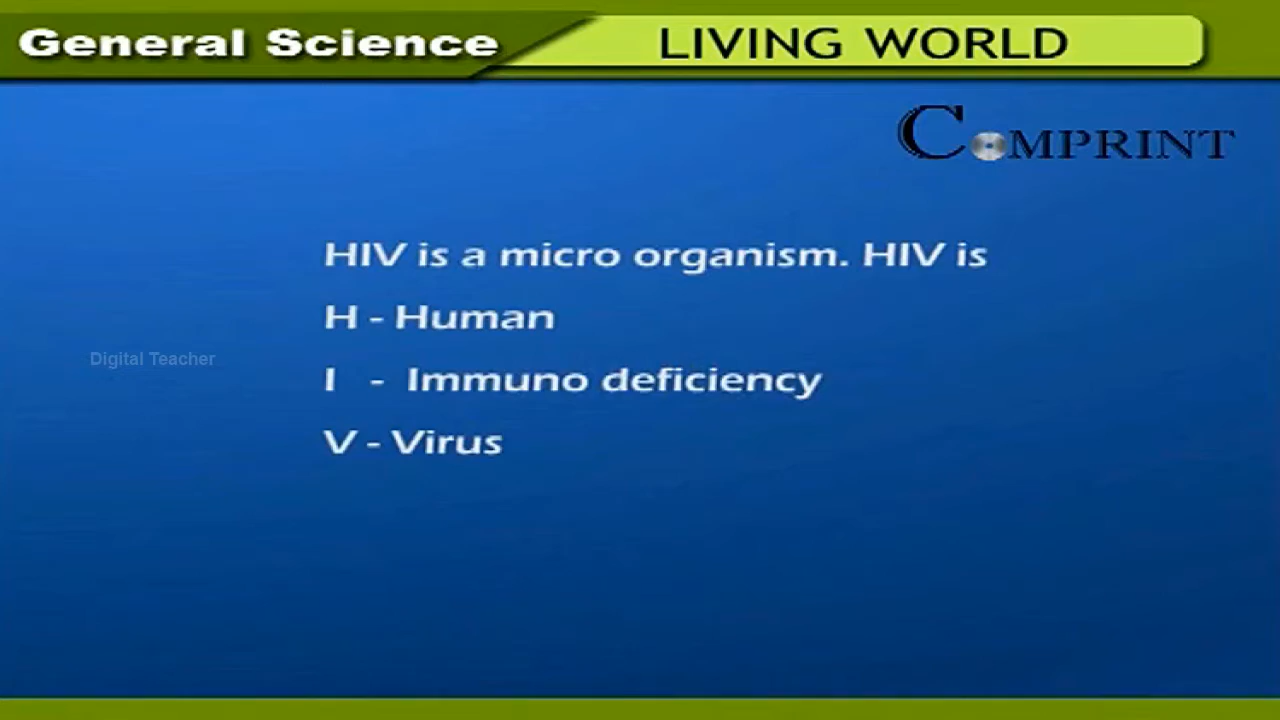 General Science LIVING WORLD
COMPRINT
HIV is a micro organism. HIV is
H - Human
I - Immuno deficiency
Digital Teacher
V - Virus